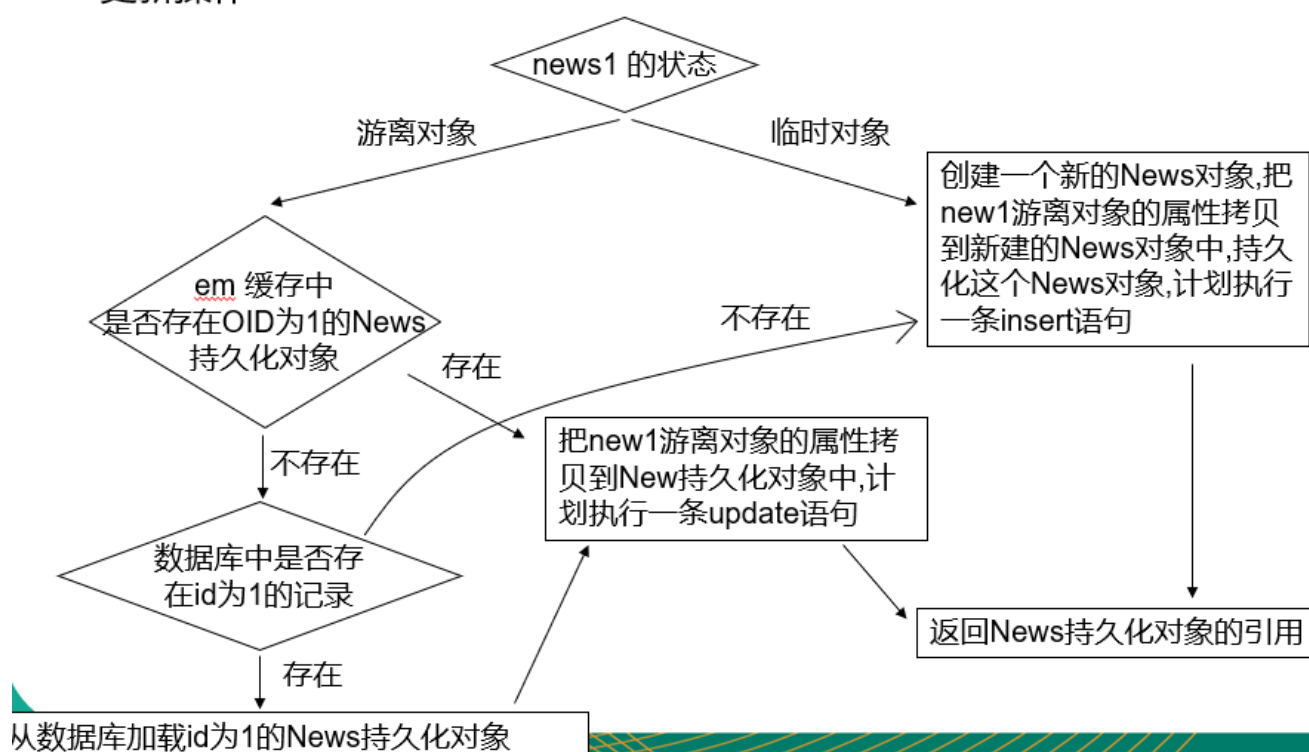 news1 的状态
游离对象
临时对象
创建一个新的News对象,把
new1游离对象的属性拷贝
到新建的News对象中,持久
化这个News对象,计划执行
一条insert语句
em 缓存中
是否存在OID为1的News
持久化对象
不存在
存在
把new1游离对象的属性拷
贝到New持久化对象中,计
划执行一条update语句
不存在
数据库中是否存
在id为1的记录
返回News持久化对象的引用
存在
从数据库加载id为1的News持久化对象